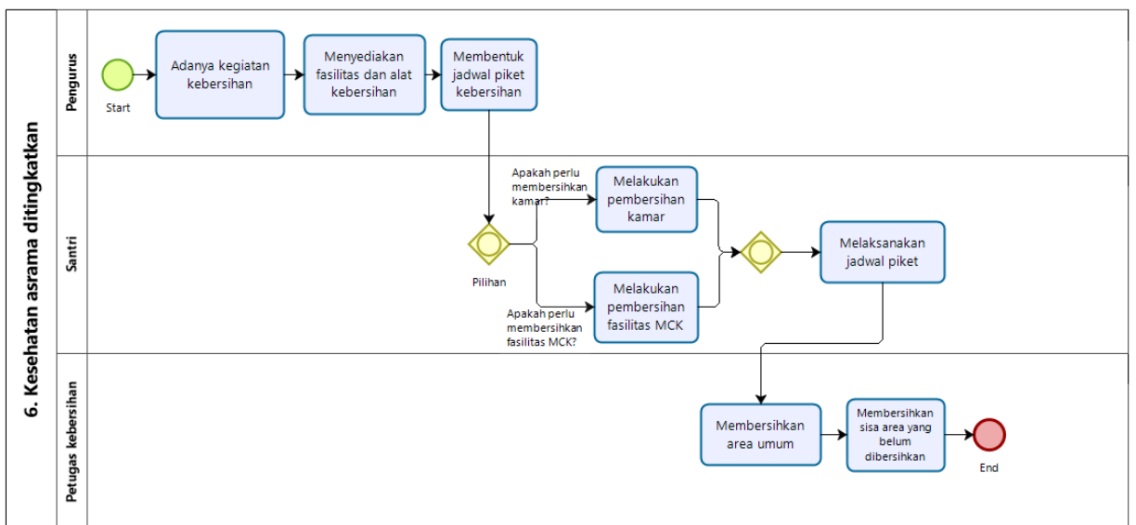 6. Kesehatan asrama ditingkatkan
Pengurus
Start
Adanya kegiatan
kebersihan
Menyediakan
fasilitas dan alat
kebersihan
Membentuk
jadwal piket
kebersihan
Santri
Pilihan
Apakah perlu
membersihkan
kamar?
Melakukan
pembersihan
kamar
Apakah perlu
membersihkan
fasilitas MCK?
Melakukan
pembersihan
fasilitas MCK
Melaksanakan
jadwal piket
Petugas kebersihan
Membersihkan
area umum
Membersihkan
sisa area yang
belum
dibersihkan
End